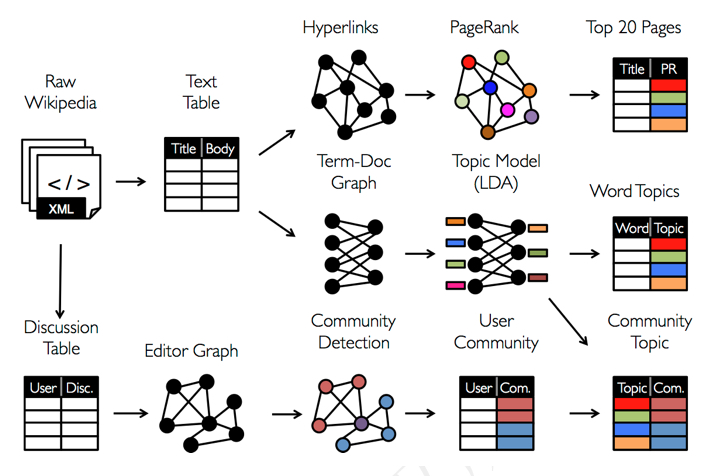 Hyperlinks
PageRank
Top 20 Pages
Raw
Wikipedia
Text
Table
Title PR
Title Body
</>
XML
Term-Doc
Graph
Topic Model
(LDA)
Word Topics
Word Topic
Discussion
Table
Editor Graph
Community
Detection
User
Community
Community
Topic
User Disc.
User Com.
Topic Com.